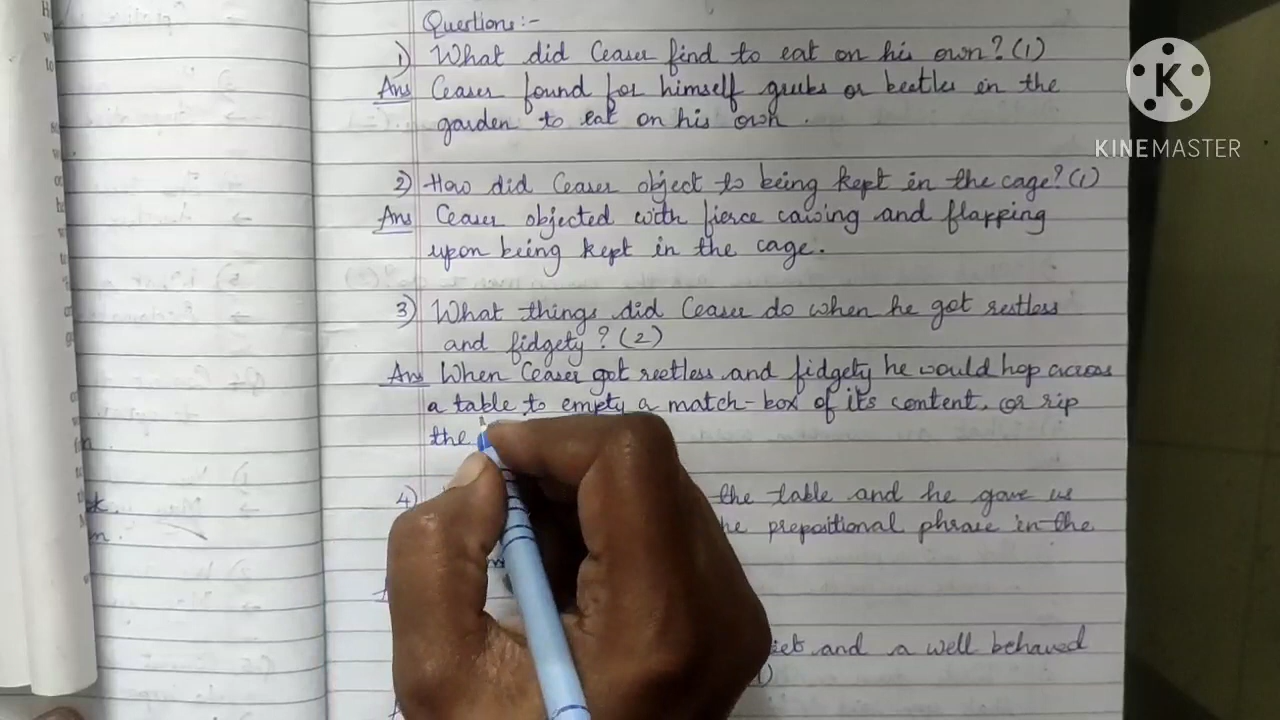 Questions:-
1) What did Ceaser find to eat on his own? (1)
Ans Ceaser found for himself grubs or beetles in the
garden to eat on his own.
2) How did Ceaser object to being kept in the cage? (1)
Ans Ceaser objected with fierce cawing and flapping
upon being kept in the cage.
3) What things did Ceaser do when he got restless
and fidgety? (2)
Ans When Ceaser got restless and fidgety he would hop across
a table to empty a match-box of its content, or rip
the
4) the table and he gave us
prepositional phrase in the
and a well behaved
K
KINEMASTER